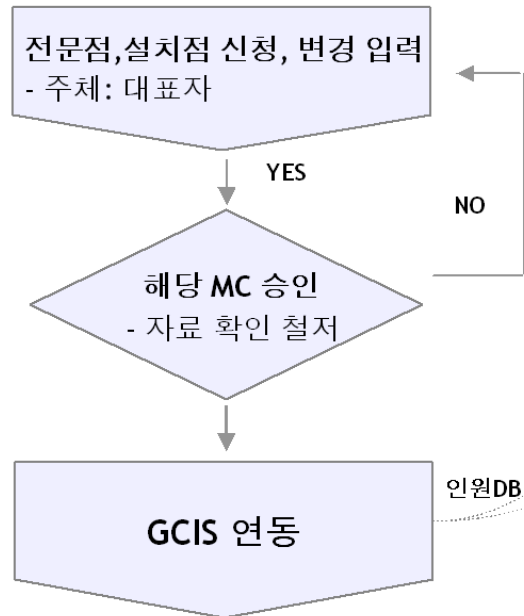 전문점,설치점 신청, 변경 입력
- 주체: 대표자
YES
NO
해당 MC 승인
- 자료 확인 철저
인원DB
GCIS 연동